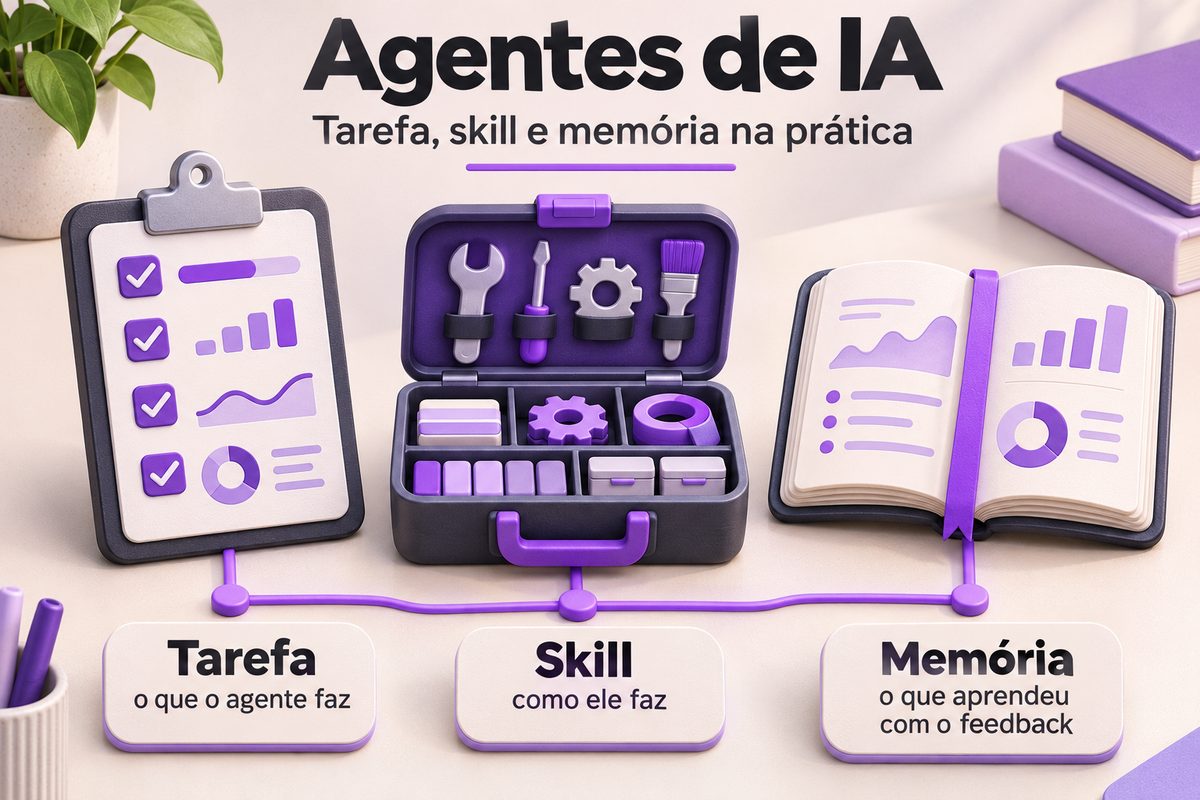 Agentes de IA
Tarefa, skill e memória na prática
Tarefa
o que o agente faz
Skill
como ele faz
Memória
o que aprendeu
com o feedback